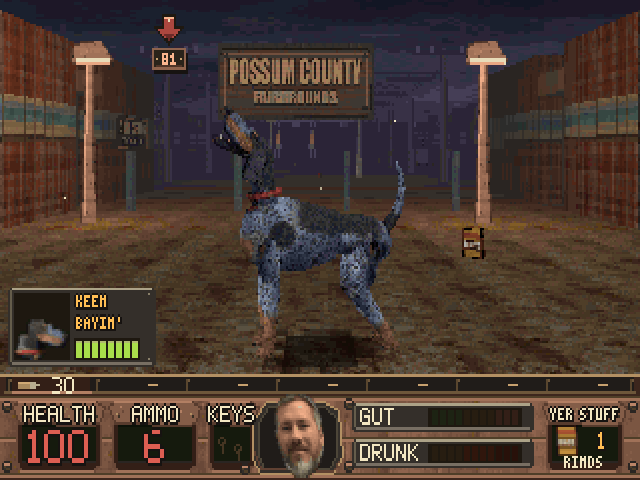 81
POSSUM COUNTY
FAIRGROUNDS
KEEN
BAYIN'
30
HEALTH
100
AMMO
6
KEYS
GUT
DRUNK
YER STUFF
1
RINDS